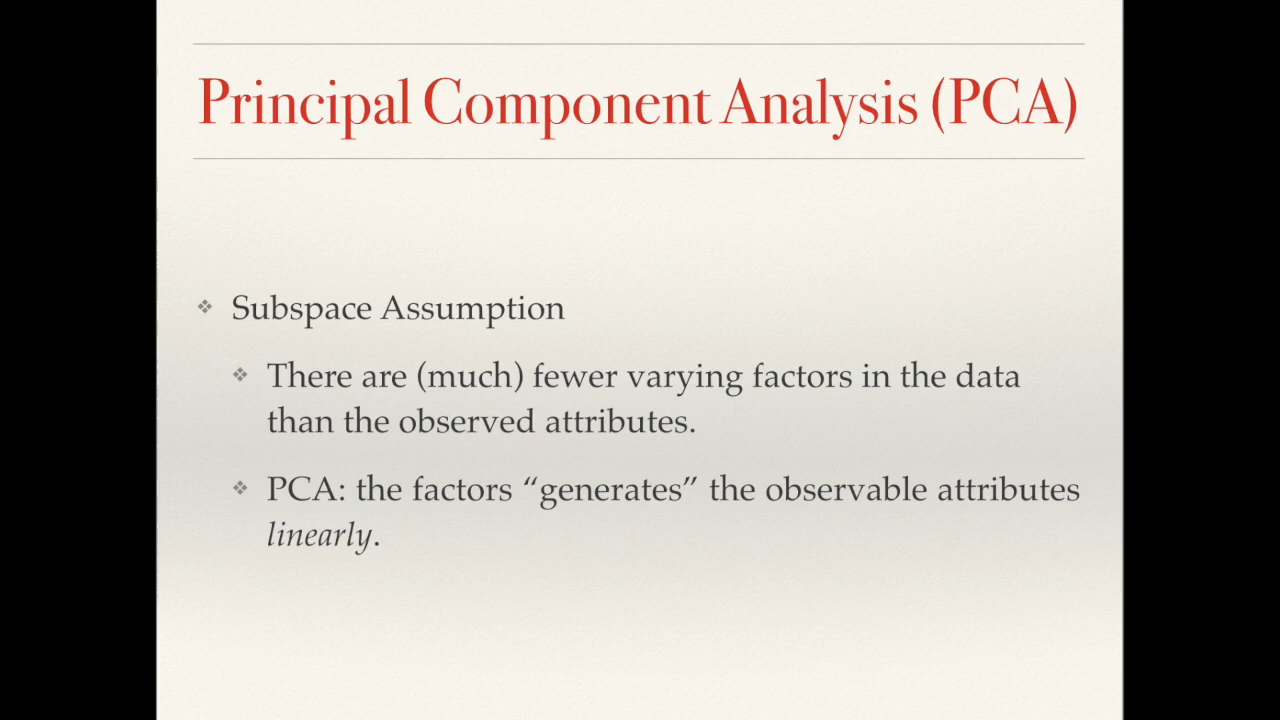 Principal Component Analysis (PCA)
❖ Subspace Assumption
❖ There are (much) fewer varying factors in the data
than the observed attributes.
❖ PCA: the factors “generates” the observable attributes
linearly.